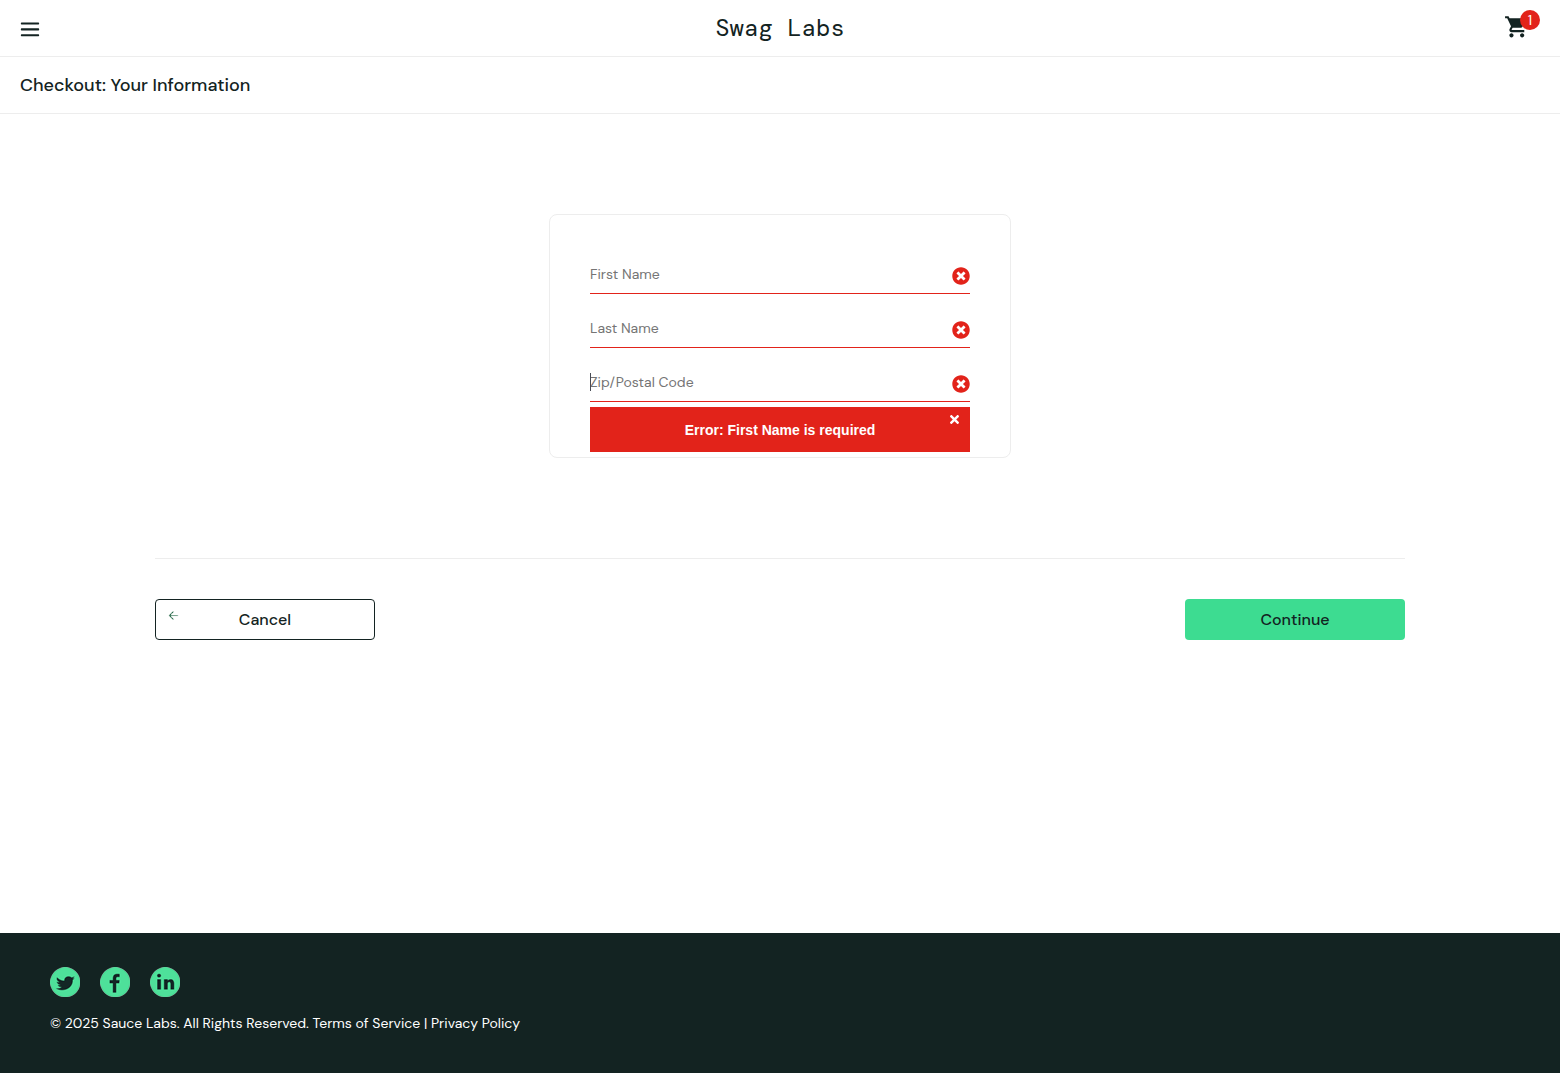 Swag Labs
1
Checkout: Your Information
First Name
Last Name
Zip/Postal Code
Error: First Name is required
Cancel
Continue
© 2025 Sauce Labs. All Rights Reserved. Terms of Service | Privacy Policy